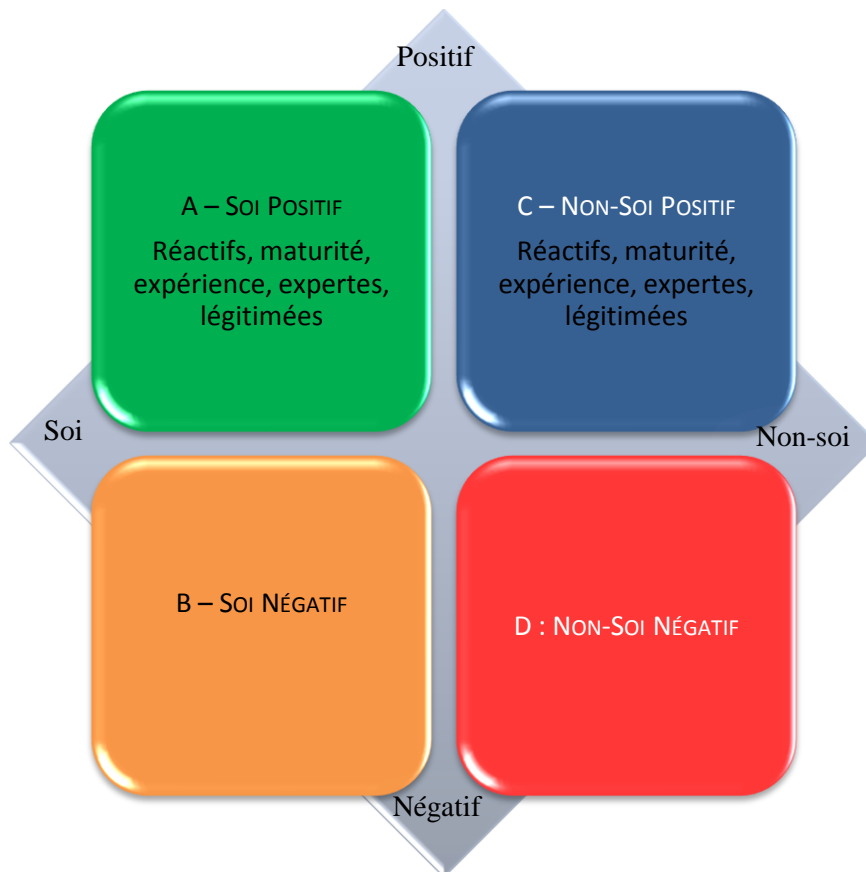 Positif
A – SOI POSITIF
Réactifs, maturité,
expérience, expertes,
légitimées
C – NON-SOI POSITIF
Réactifs, maturité,
expérience, expertes,
légitimées
Soi
Non-soi
B – SOI NÉGATIF
D : NON-SOI NÉGATIF
Négatif